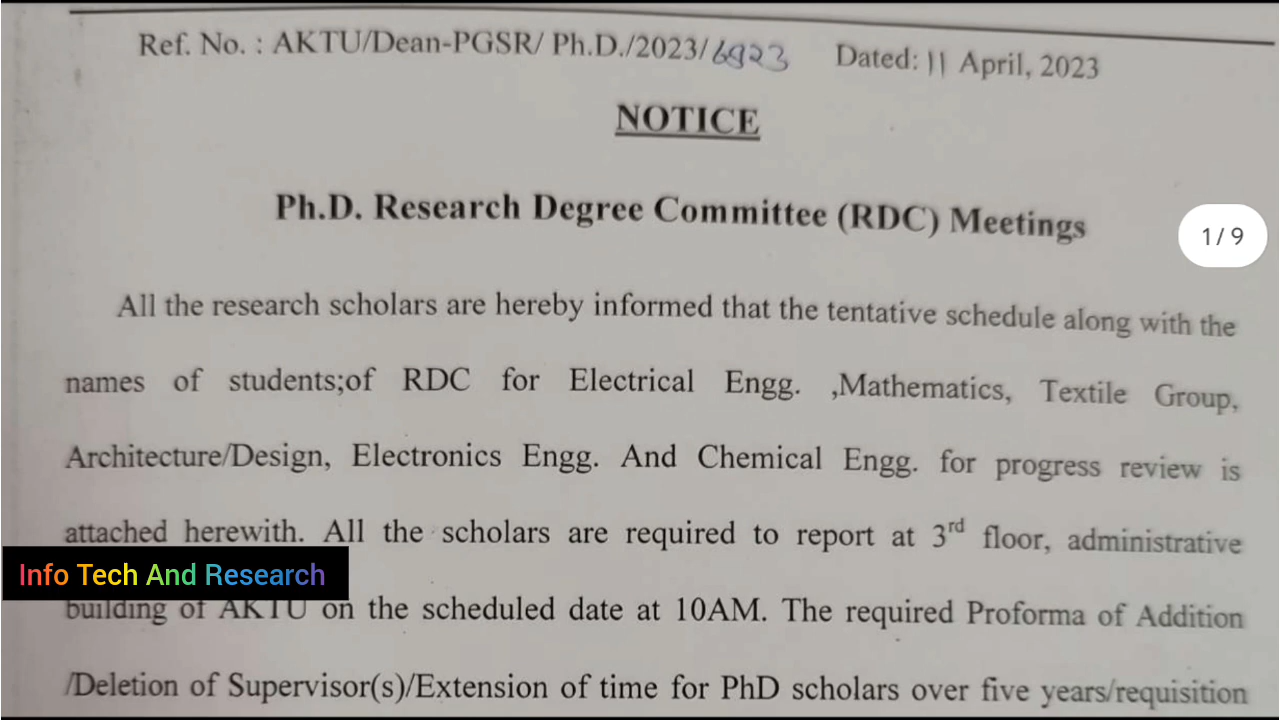 Ref. No. : AKTU/Dean-PGSR/ Ph.D./2023/6923 Dated: 11 April, 2023
NOTICE
Ph.D. Research Degree Committee (RDC) Meetings
1/9
All the research scholars are hereby informed that the tentative schedule along with the
names of students;of RDC for Electrical Engg. ,Mathematics, Textile Group,
Architecture/Design, Electronics Engg. And Chemical Engg. for progress review is
attached herewith. All the scholars are required to report at 3rd floor, administrative
Info Tech And Research
building of AKTU on the scheduled date at 10AM. The required Proforma of Addition
/Deletion of Supervisor(s)/Extension of time for PhD scholars over five years/requisition